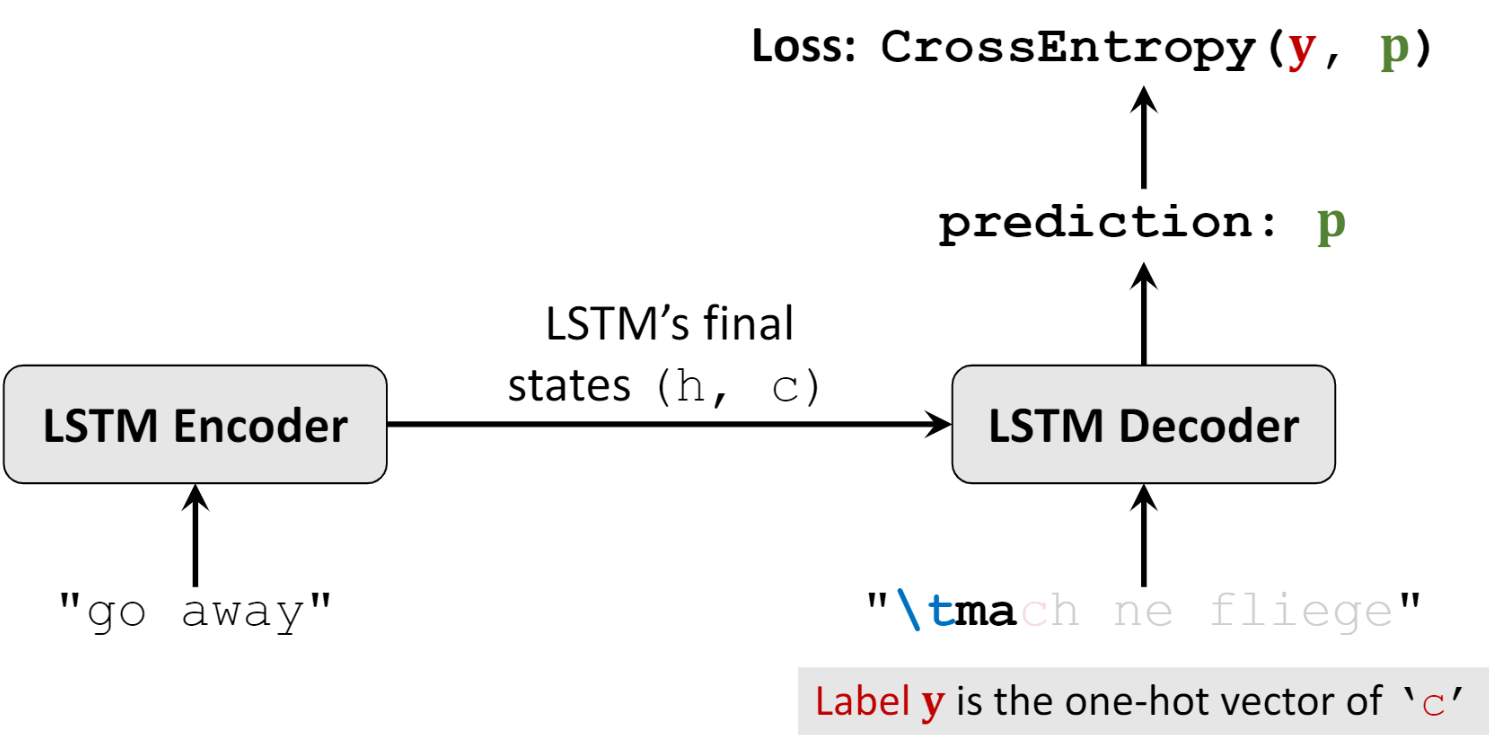 Loss: CrossEntropy(y, p)
prediction: p
LSTM’s final
states (h, c)
LSTM Encoder
LSTM Decoder
"go away"
"\tmach ne fliege"
Label y is the one-hot vector of ‵c′